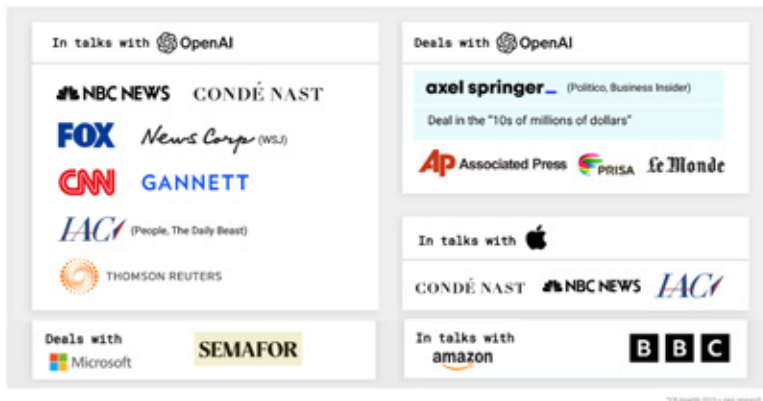 In talks with OpenAI
NBC NEWS CONDÉ NAST
FOX News Corp (WSJ)
CNN GANNETT
IAC (People, The Daily Beast)
THOMSON REUTERS
Deals with
Microsoft
SEMAFOR
Deals with OpenAI
axel springer_ (Politico, Business Insider)
Deal in the "10s of millions of dollars"
AP Associated Press PRISA Le Monde
In talks with
CONDÉ NAST NBC NEWS IAC
In talks with
amazon
BBC